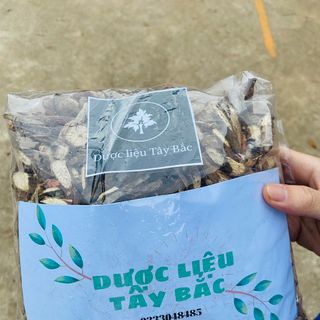 Dược liệu Tây Bắc
DƯỢC LIỆU
TÂY BẮC
0333048485